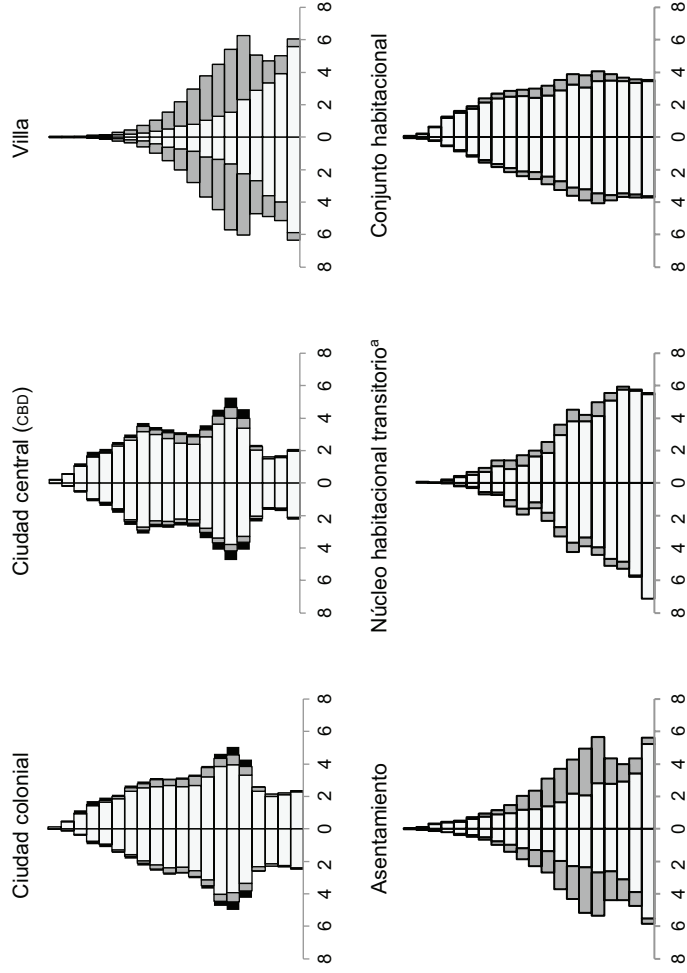 Ciudad colonial
8 6 4 2 0 2 4 6 8
Ciudad central (CBD)
8 6 4 2 0 2 4 6 8
Villa
8 6 4 2 0 2 4 6 8
Asentamiento
8 6 4 2 0 2 4 6 8
Núcleo habitacional transitorioᵃ
8 6 4 2 0 2 4 6 8
Conjunto habitacional
8 6 4 2 0 2 4 6 8